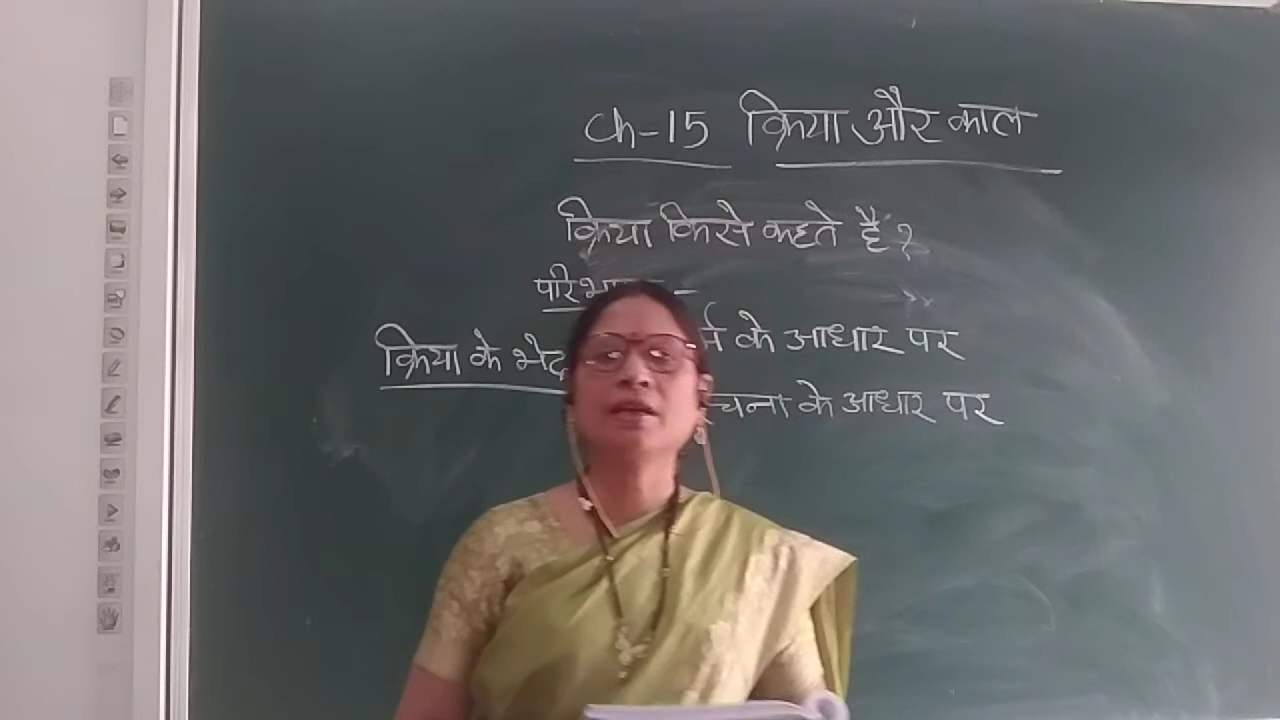 Ch-15 क्रिया और काल
क्रिया किसे कहते हैं?
-
क्रिया के के आधार पर
के आधार पर